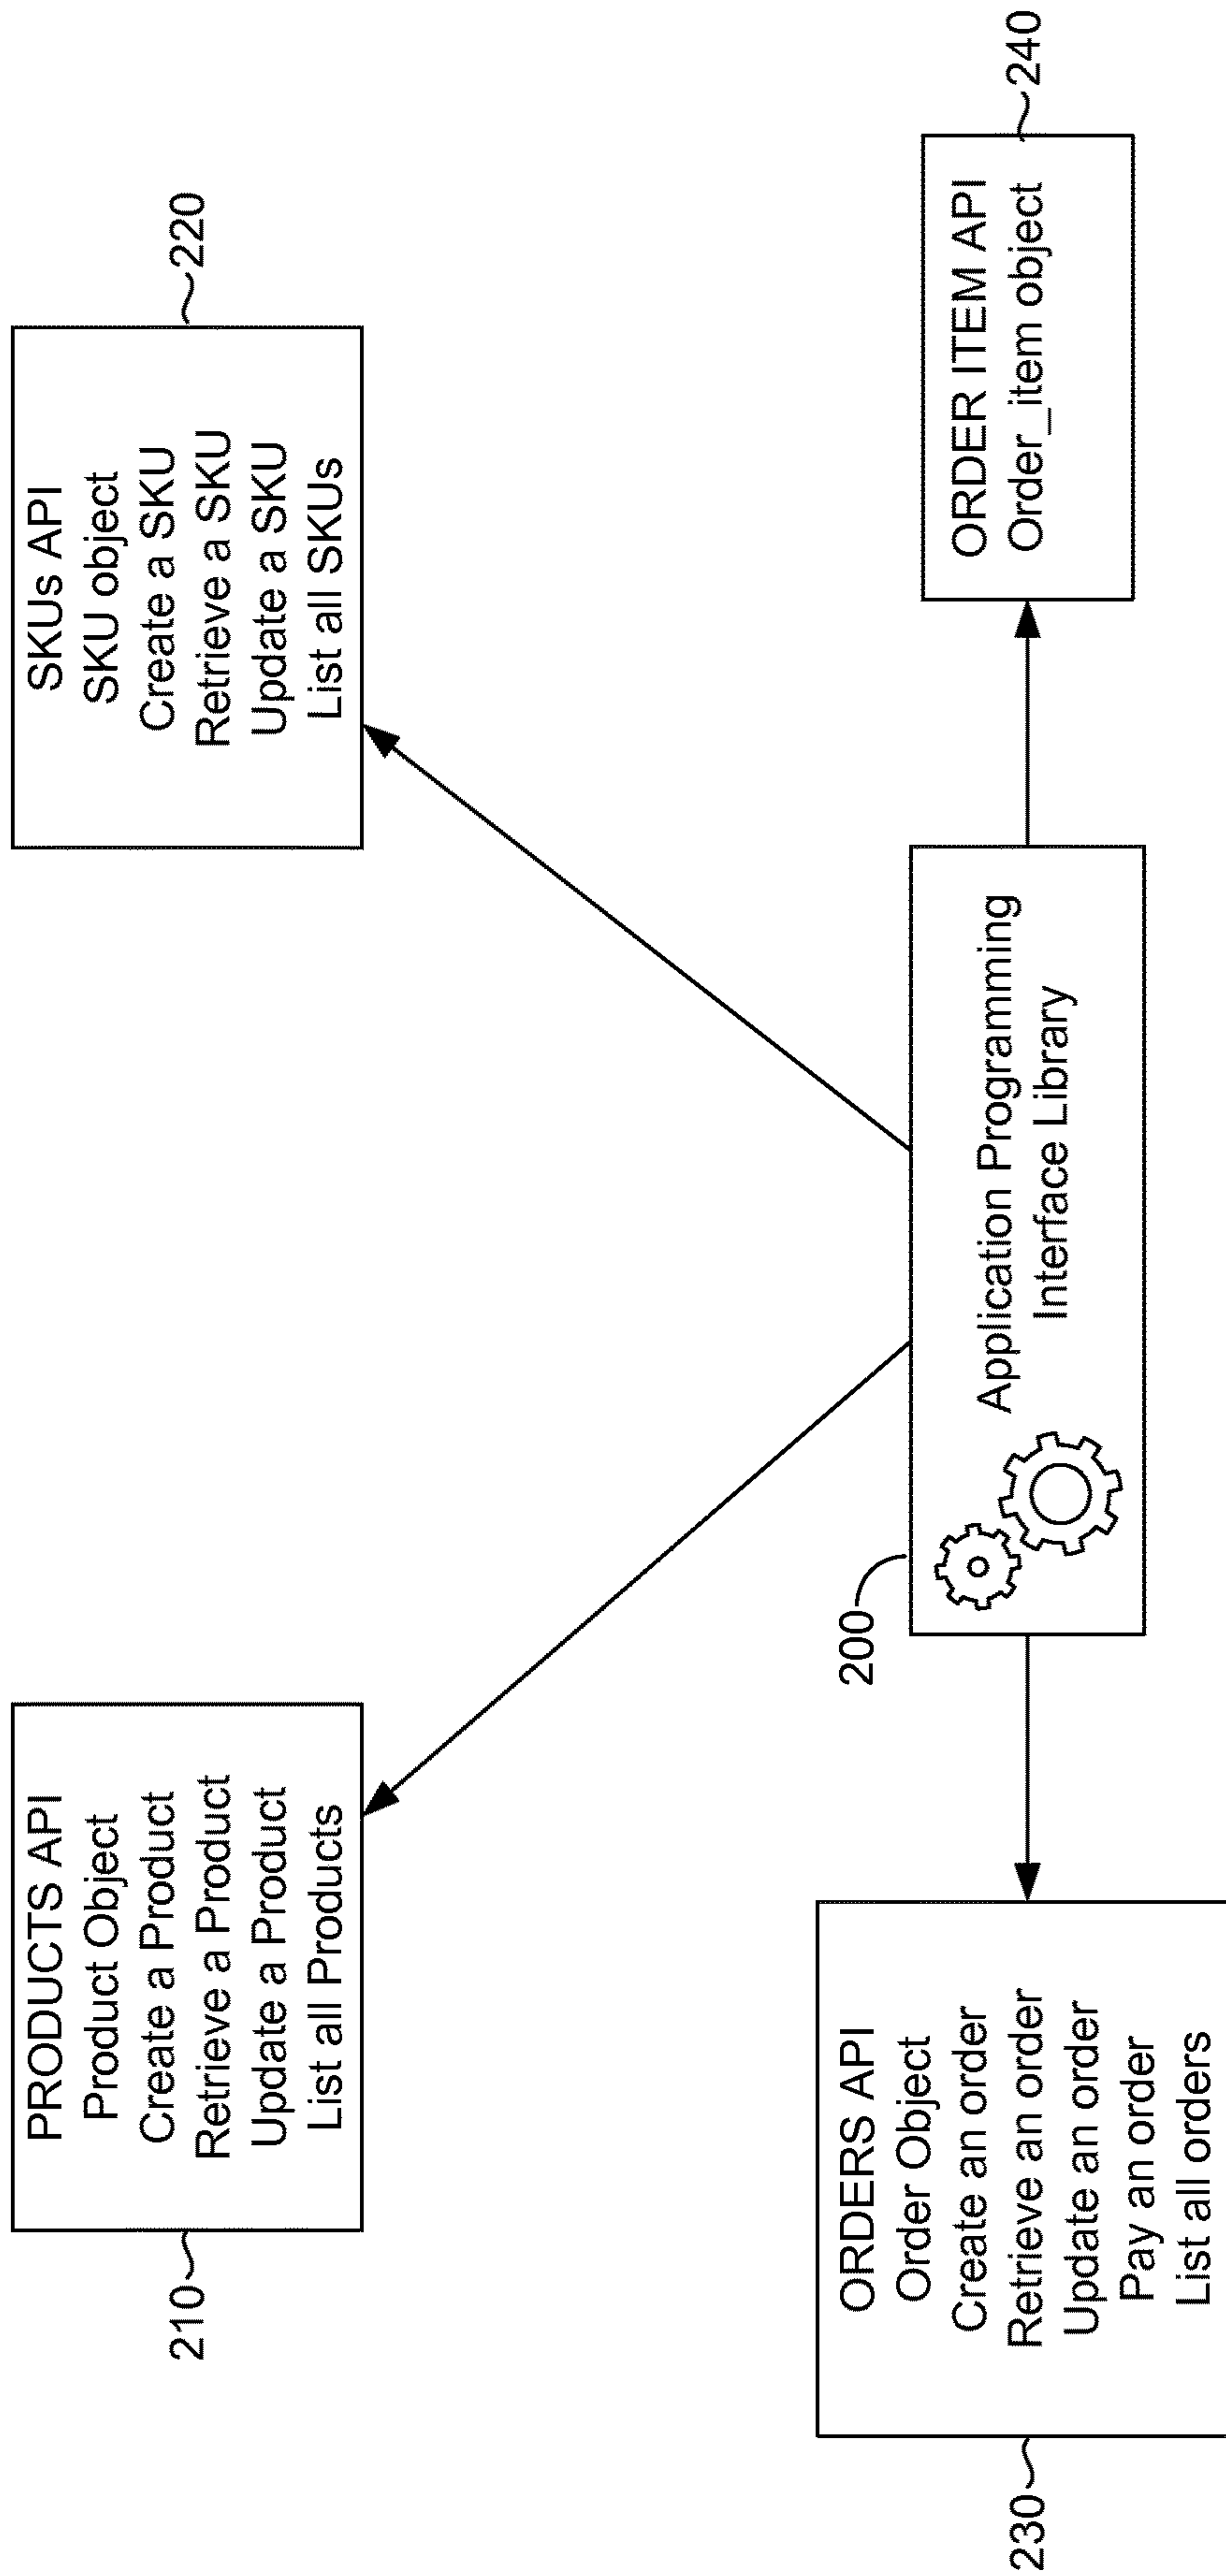 PRODUCTS API
Product Object
Create a Product
Retrieve a Product
Update a Product
List all Products
210
SKUs API
SKU object
Create a SKU
Retrieve a SKU
Update a SKU
List all SKUs
220
200
Application Programming
Interface Library
ORDERS API
Order Object
Create an order
Retrieve an order
Update an order
Pay an order
List all orders
230
ORDER ITEM API
Order_item object
240